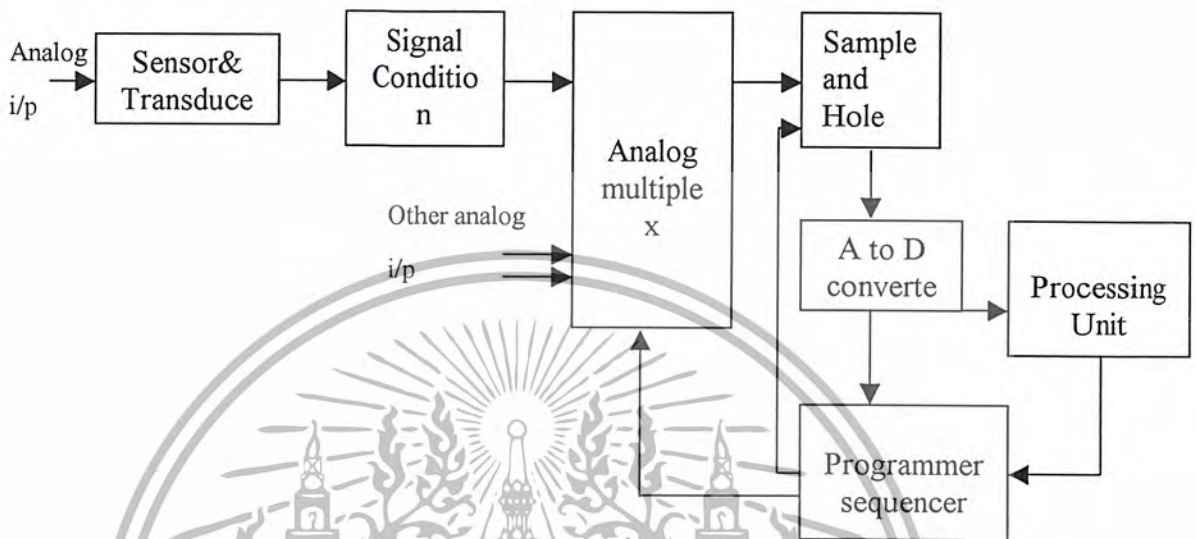 Analog
i/p
Sensor&
Transduce
Signal
Conditio
n
Analog
multiple
x
Other analog
i/p
Sample
and
Hole
A to D
converte
Processing
Unit
Programmer
sequencer